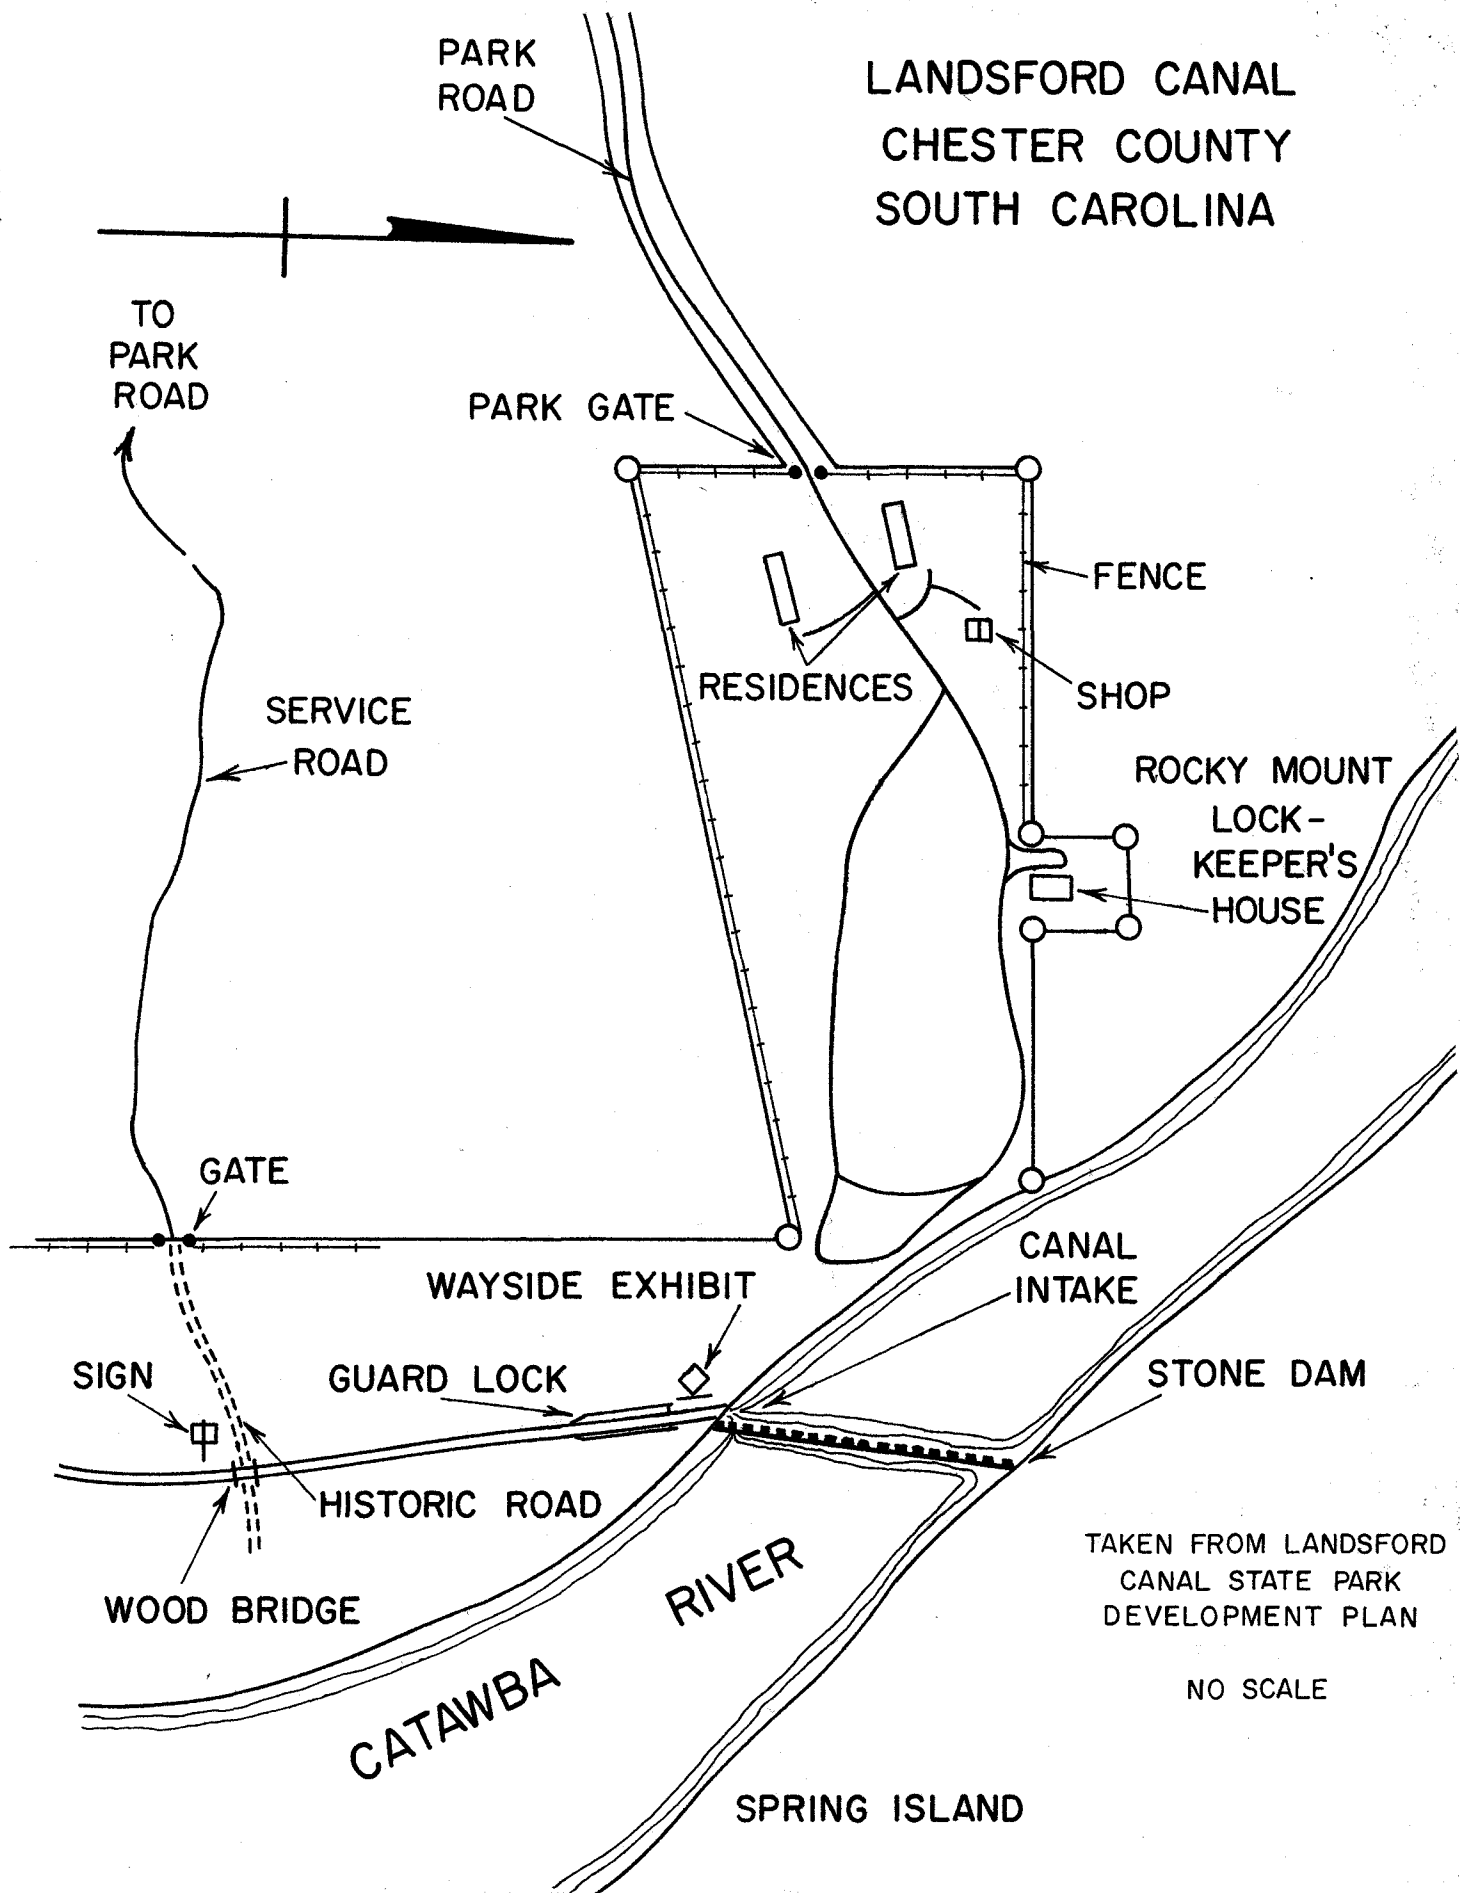 PARK
ROAD
LANDSFORD CANAL
CHESTER COUNTY
SOUTH CAROLINA
TO
PARK
ROAD
PARK GATE
FENCE
RESIDENCES
SHOP
SERVICE
ROAD
ROCKY MOUNT
LOCK-
KEEPER'S
HOUSE
GATE
CANAL
INTAKE
WAYSIDE EXHIBIT
SIGN
GUARD LOCK
STONE DAM
HISTORIC ROAD
WOOD BRIDGE
CATAWBA RIVER
TAKEN FROM LANDSFORD
CANAL STATE PARK
DEVELOPMENT PLAN
NO SCALE
SPRING ISLAND